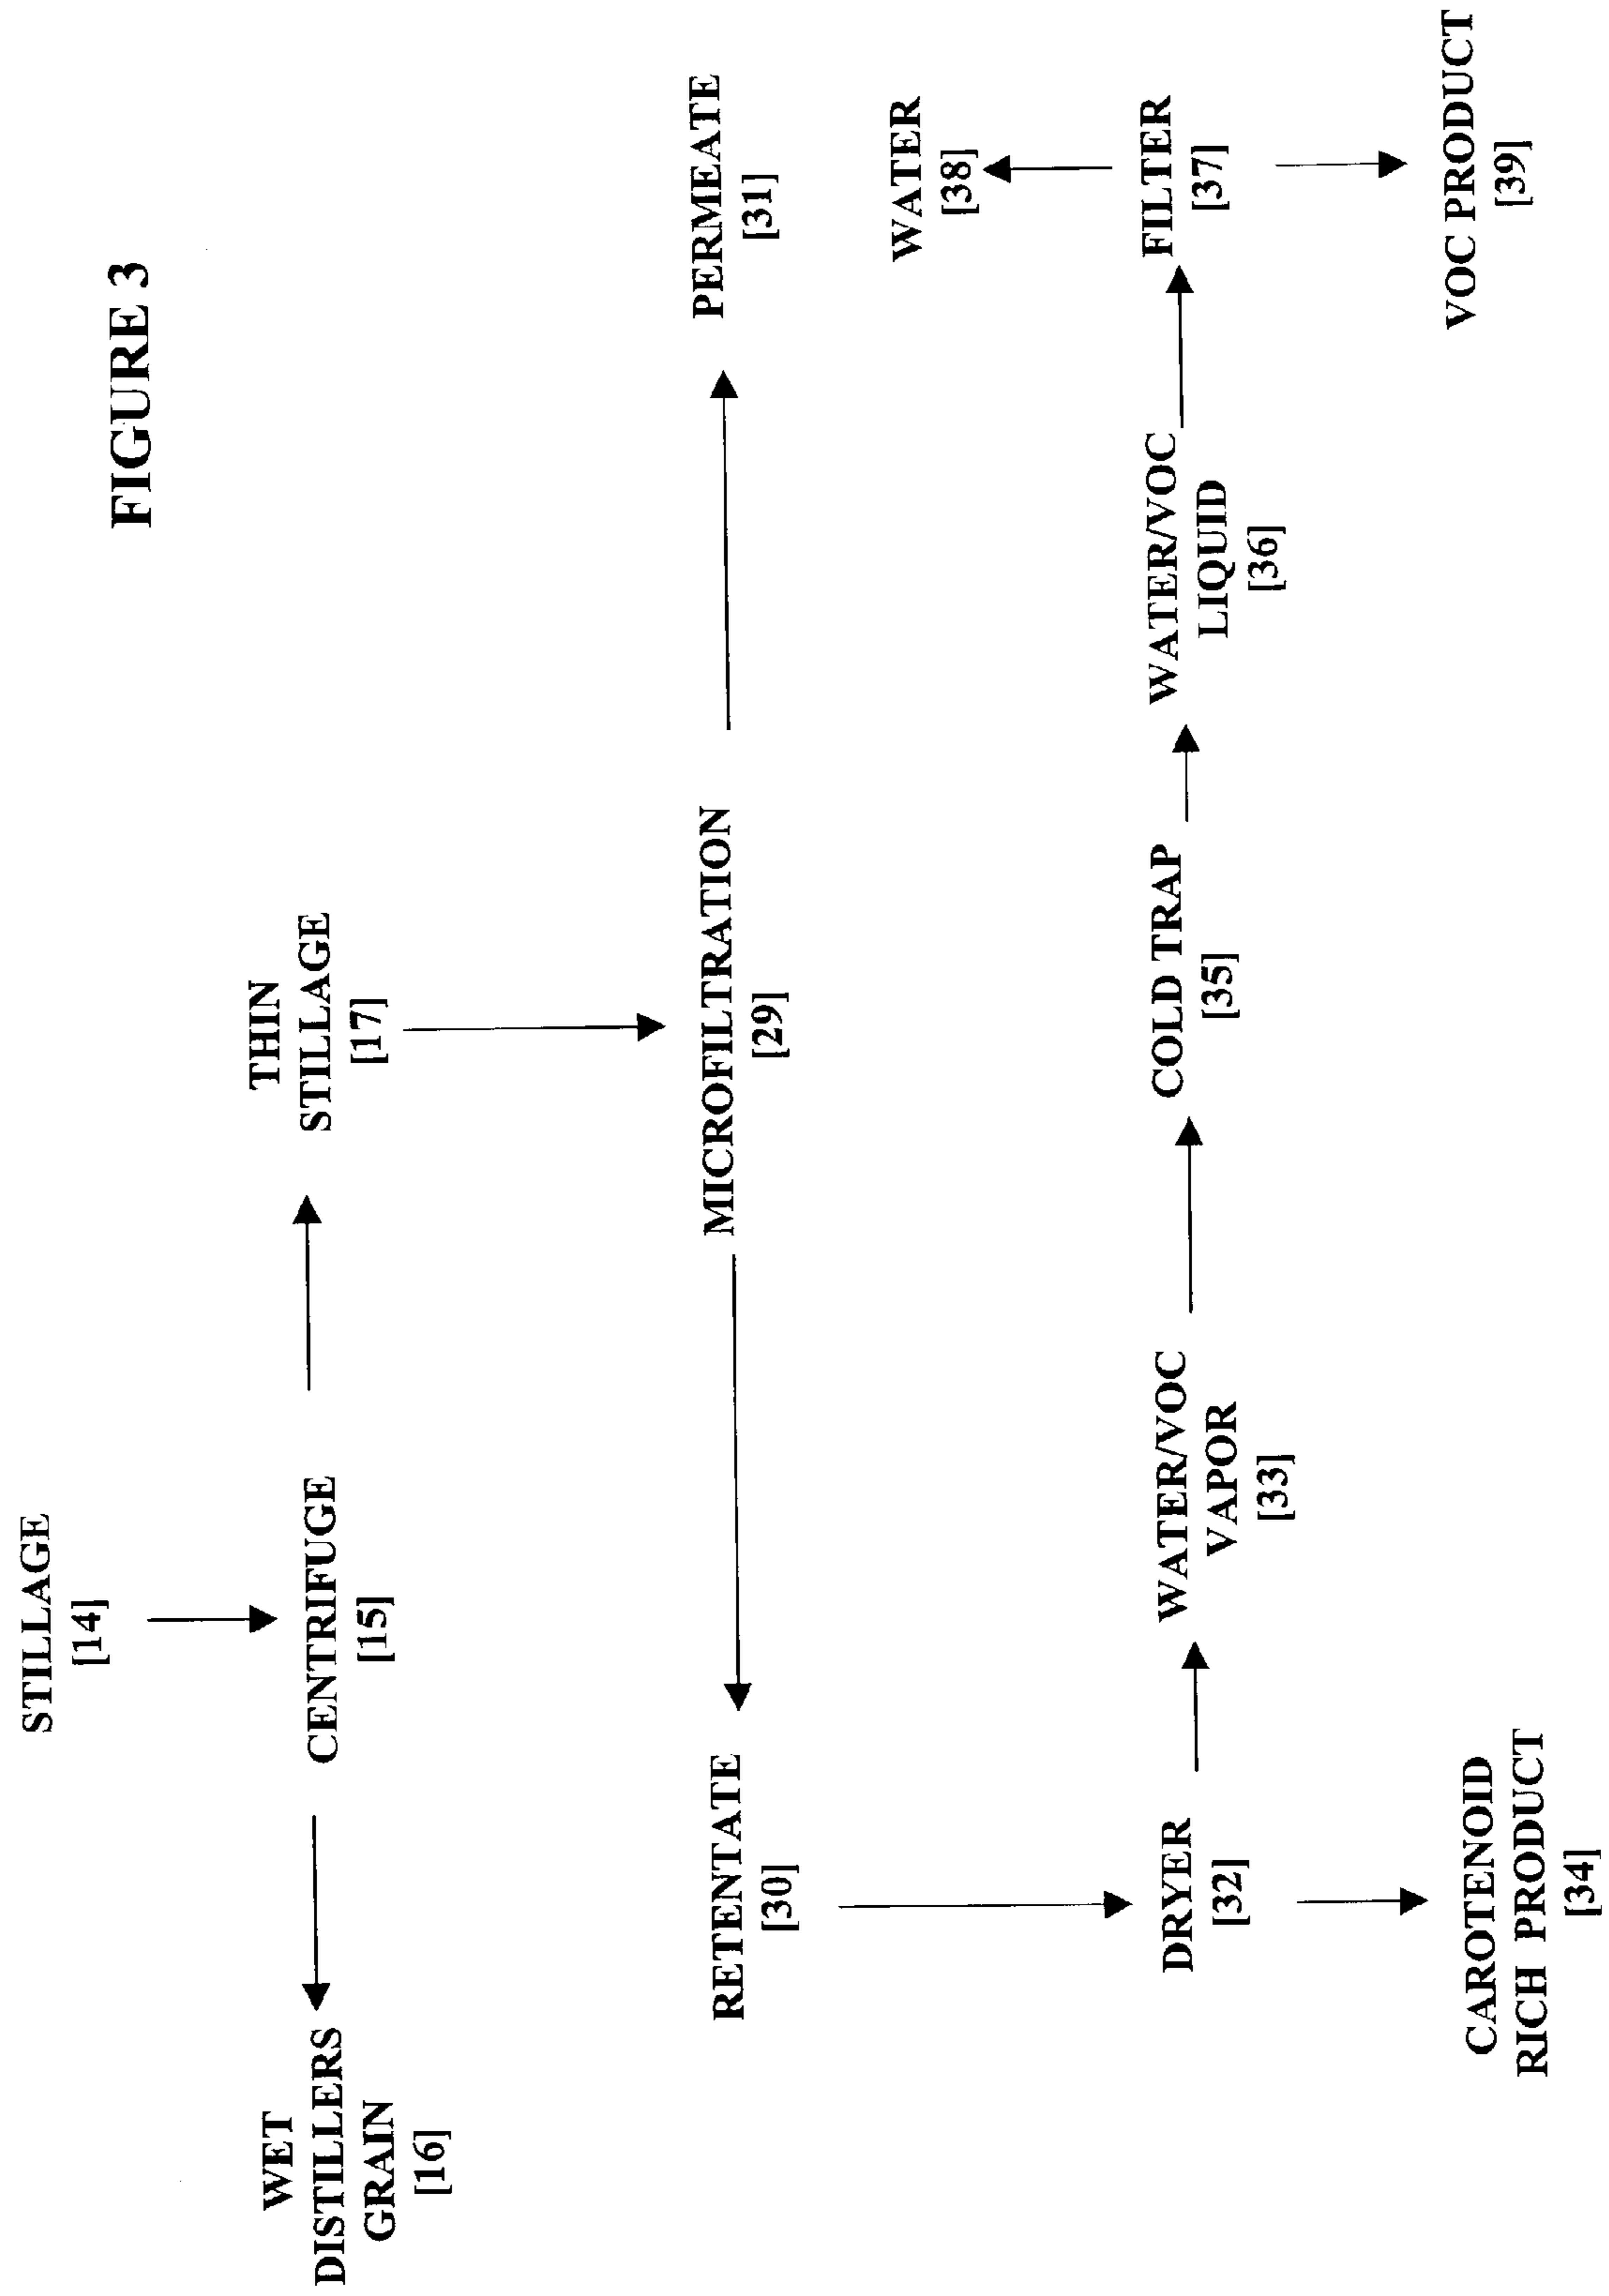 FIGURE 3
STILLAGE
[14]
WET
DISTILLERS
GRAIN
[16]
CENTRIFUGE
[15]
THIN
STILLAGE
[17]
RETENTATE
[30]
MICROFILTRATION
[29]
PERMEATE
[31]
DRYER
[32]
WATER/VOC
VAPOR
[33]
COLD TRAP
[35]
WATER/VOC
LIQUID
[36]
WATER
[38]
FILTER
[37]
CAROTENOID
RICH PRODUCT
[34]
VOC PRODUCT
[39]